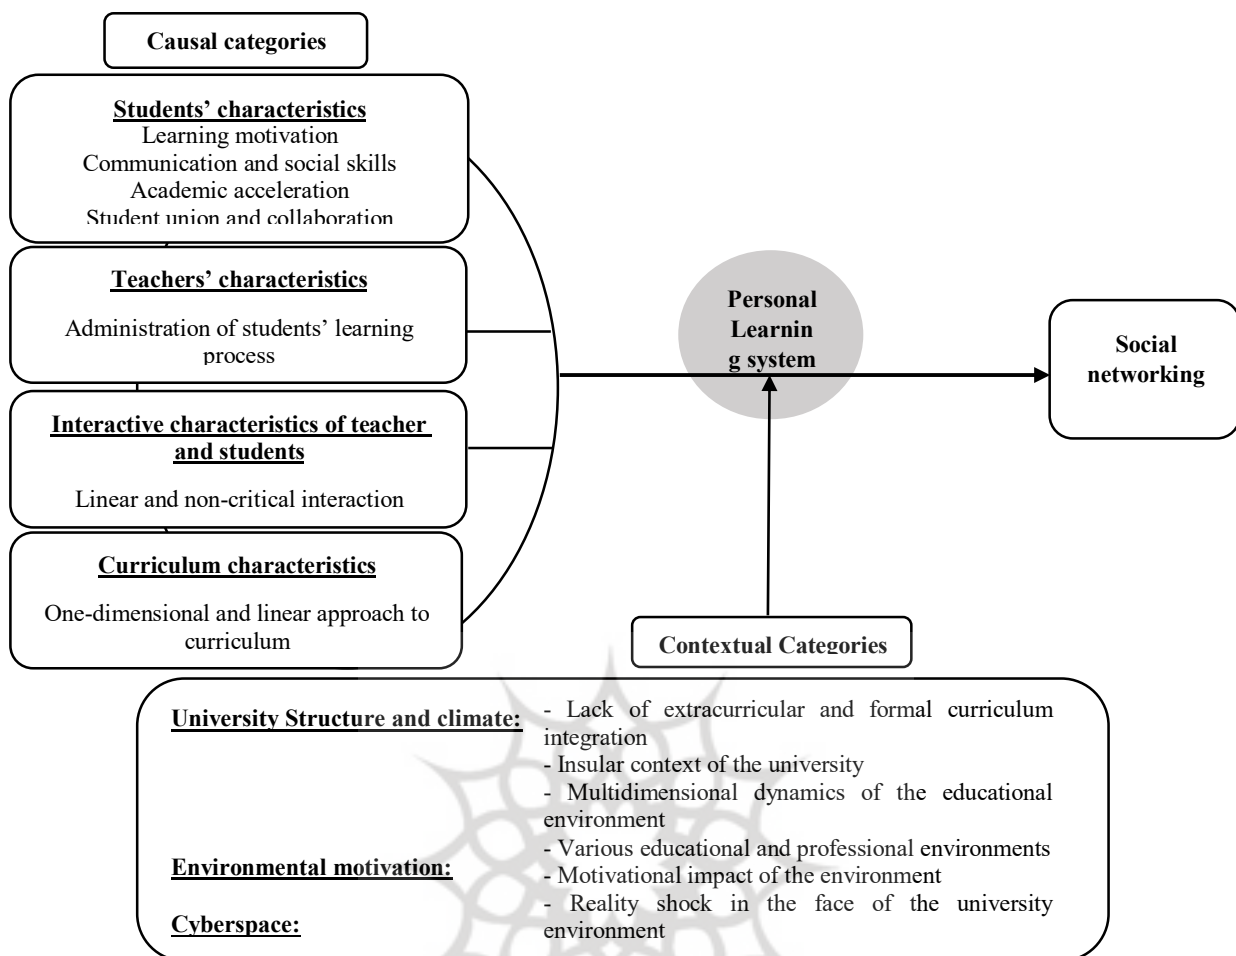 Causal categories
Students’ characteristics
Learning motivation
Communication and social skills
Academic acceleration
Student union and collaboration
Teachers’ characteristics
Administration of students’ learning
process
Interactive characteristics of teacher
and students
Linear and non-critical interaction
Curriculum characteristics
One-dimensional and linear approach to
curriculum
Personal
Learnin
g system
Social
networking
Contextual Categories
University Structure and climate:
- Lack of extracurricular and formal curriculum
integration
- Insular context of the university
- Multidimensional dynamics of the educational
environment
- Various educational and professional environments
Environmental motivation:
- Motivational impact of the environment
- Reality shock in the face of the university
environment
Cyberspace: